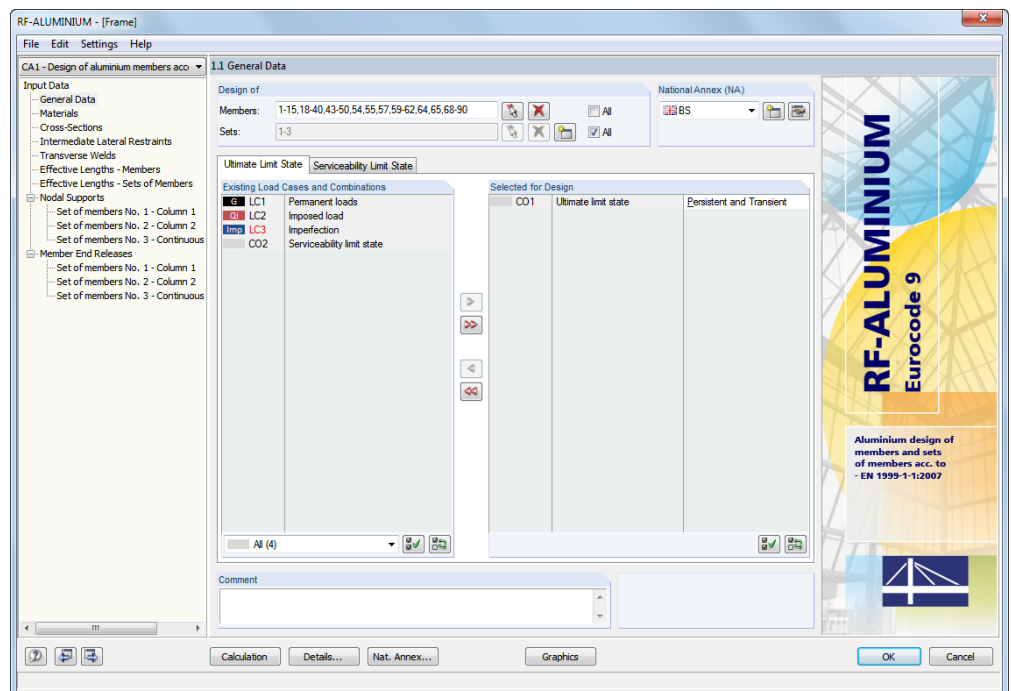 RF-ALUMINIUM - [Frame]
File Edit Settings Help
CA1 - Design of aluminium members acco
1.1 General Data
Input Data
General Data
Materials
Cross-Sections
Intermediate Lateral Restraints
Transverse Welds
Effective Lengths - Members
Effective Lengths - Sets of Members
Nodal Supports
Set of members No. 1 - Column 1
Set of members No. 2 - Column 2
Set of members No. 3 - Continuous
Member End Releases
Set of members No. 1 - Column 1
Set of members No. 2 - Column 2
Set of members No. 3 - Continuous
Design of
Members: 1-15,18-40,43-50,54,55,57,59-62,64,65,68-90 All
Sets: 1-3 All
National Annex (NA)
BS
Ultimate Limit State Serviceability Limit State
Existing Load Cases and Combinations
G LC1 Permanent loads
Qi LC2 Imposed load
Imp LC3 Imperfection
CO2 Serviceability limit state
All (4)
Selected for Design
CO1 Ultimate limit state Persistent and Transient
> 
>>
<
<<
Comment
RF-ALUMINIUM
Eurocode 9
Aluminium design of
members and sets
of members acc. to
- EN 1999-1-1:2007
Calculation Details... Nat. Annex... Graphics OK Cancel